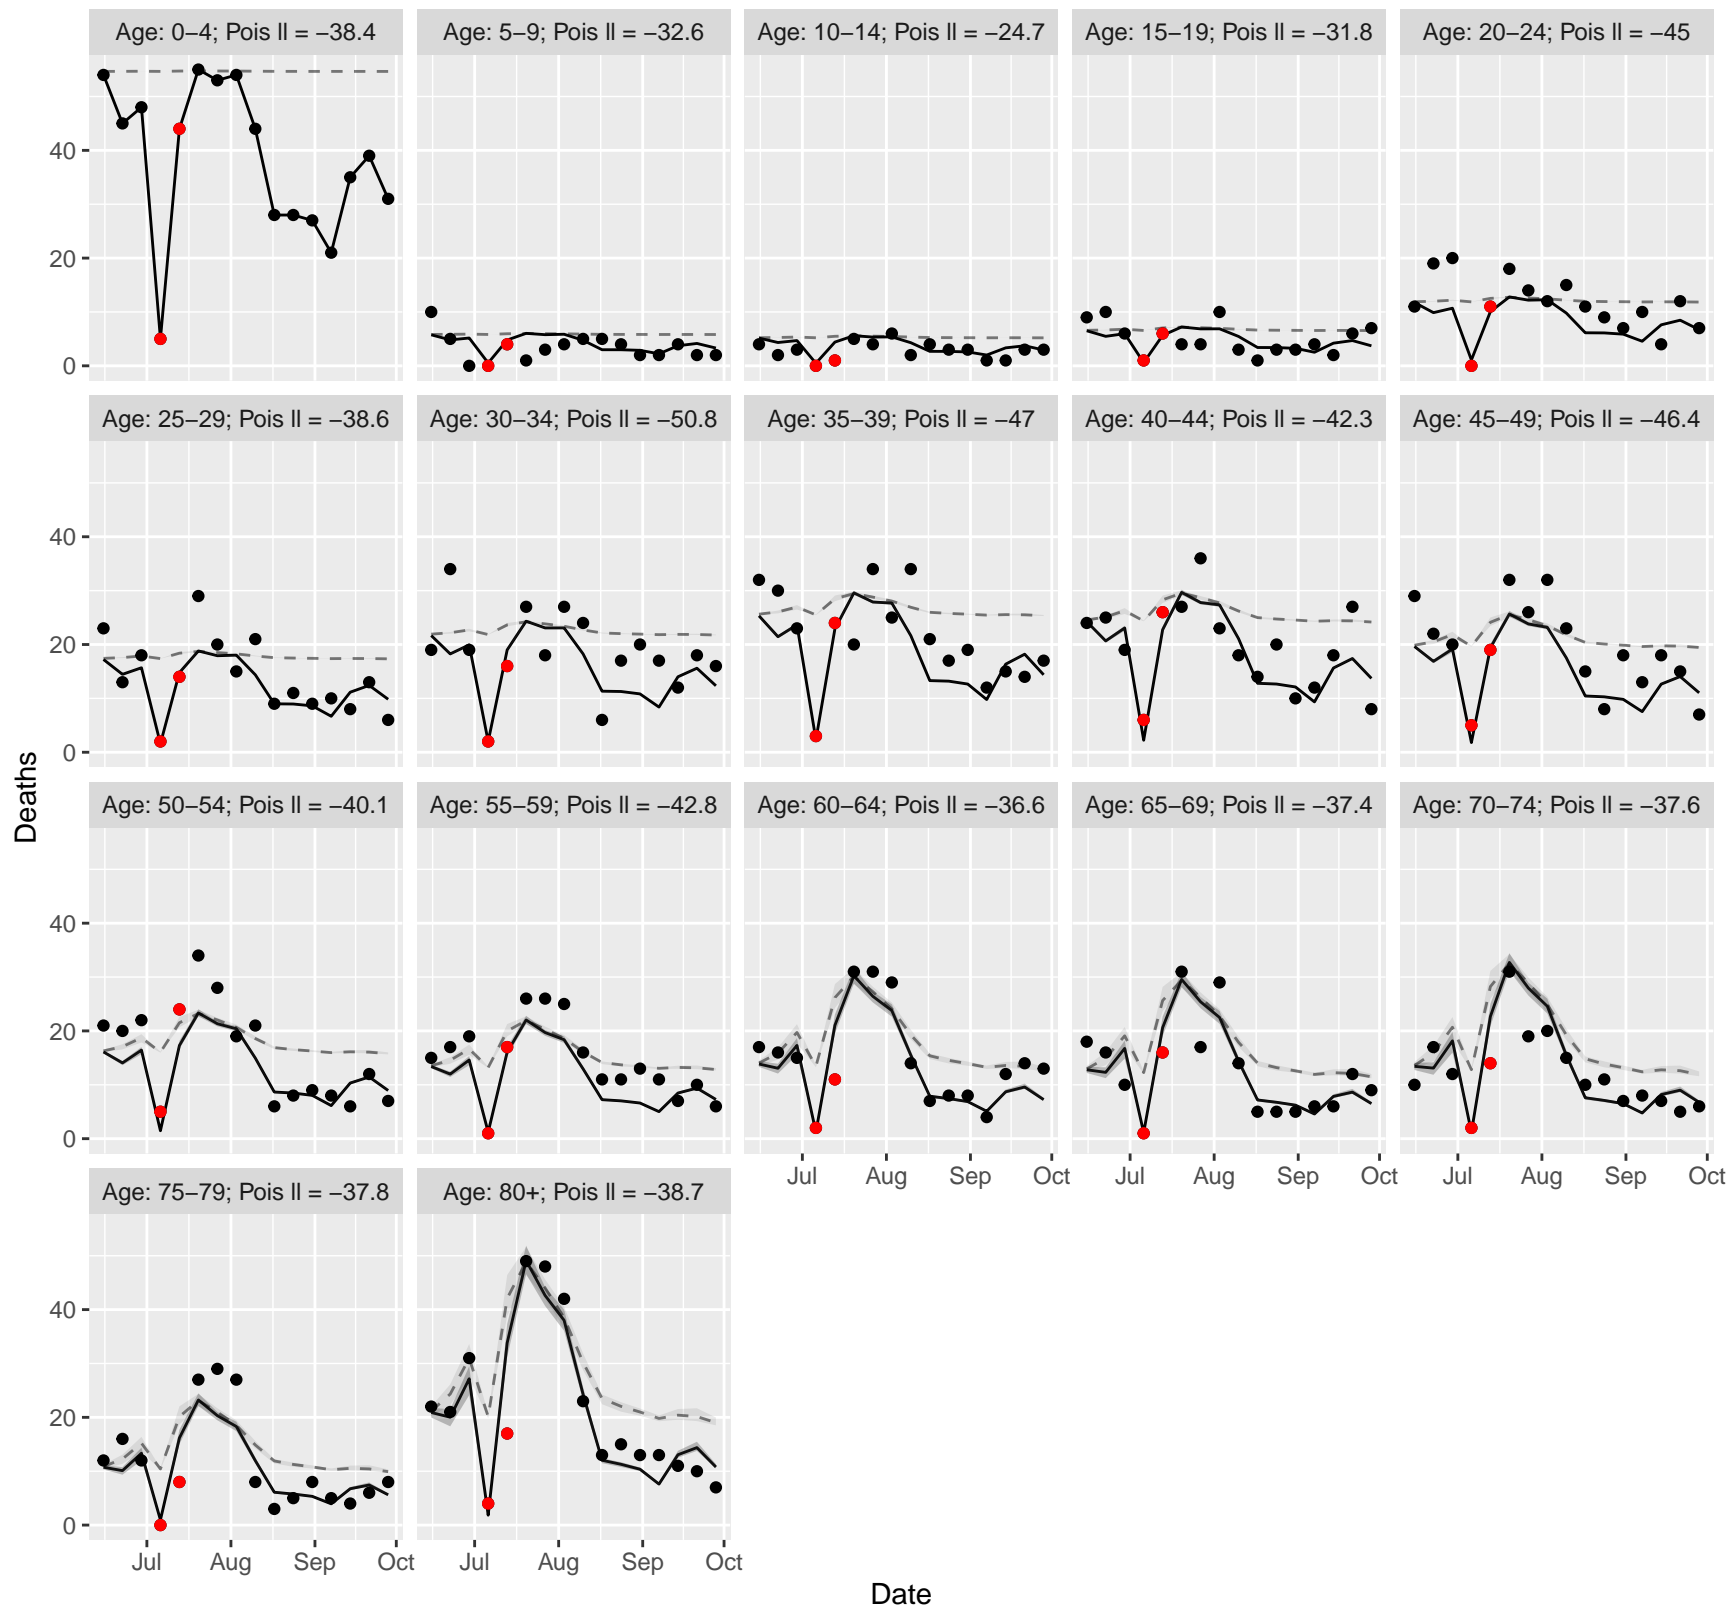 Age: 0−4; Pois ll = −38.4
Age: 5−9; Pois ll = −32.6
Age: 10−14; Pois ll = −24.7
Age: 15−19; Pois ll = −31.8
Age: 20−24; Pois ll = −45
40
20
0
Age: 25−29; Pois ll = −38.6
Age: 30−34; Pois ll = −50.8
Age: 35−39; Pois ll = −47
Age: 40−44; Pois ll = −42.3
Age: 45−49; Pois ll = −46.4
40
20
0
Deaths
Age: 50−54; Pois ll = −40.1
Age: 55−59; Pois ll = −42.8
Age: 60−64; Pois ll = −36.6
Age: 65−69; Pois ll = −37.4
Age: 70−74; Pois ll = −37.6
40
20
0
Jul Aug Sep Oct
Jul Aug Sep Oct
Jul Aug Sep Oct
Age: 75−79; Pois ll = −37.8
Age: 80+; Pois ll = −38.7
40
20
0
Jul Aug Sep Oct
Jul Aug Sep Oct
Date